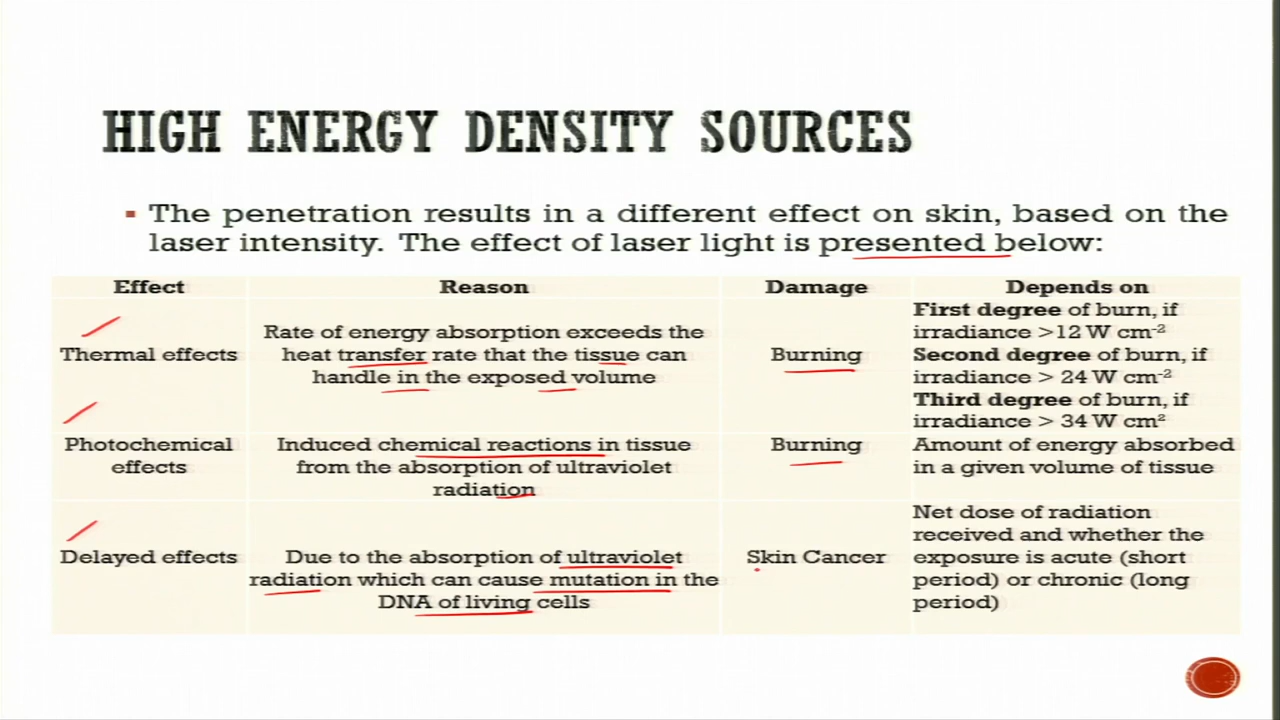 HIGH ENERGY DENSITY SOURCES
▪ The penetration results in a different effect on skin, based on the
laser intensity. The effect of laser light is presented below:
Effect Reason Damage Depends on
Thermal effects
Rate of energy absorption exceeds the
heat transfer rate that the tissue can
handle in the exposed volume
Burning
First degree of burn, if
irradiance >12 W cm⁻²
Second degree of burn, if
irradiance > 24 W cm⁻²
Third degree of burn, if
irradiance > 34 W cm²
Photochemical
effects
Induced chemical reactions in tissue
from the absorption of ultraviolet
radiation
Burning
Amount of energy absorbed
in a given volume of tissue
Delayed effects
Due to the absorption of ultraviolet
radiation which can cause mutation in the
DNA of living cells
Skin Cancer
Net dose of radiation
received and whether the
exposure is acute (short
period) or chronic (long
period)